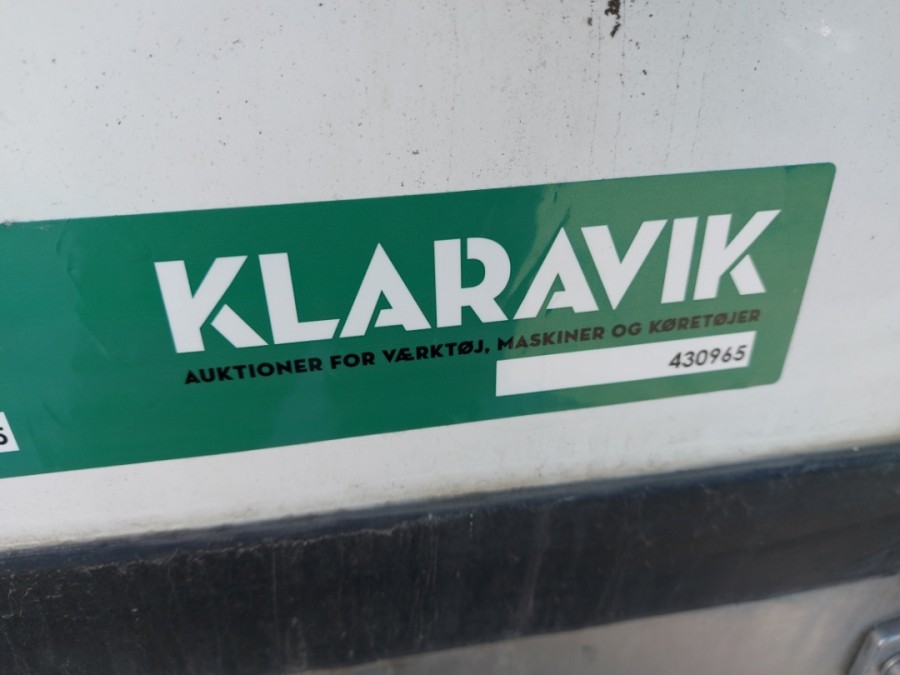 KLARAVIK
AUKTIONER FOR VÆRKTØJ, MASKINER OG KØRETØJER
430965